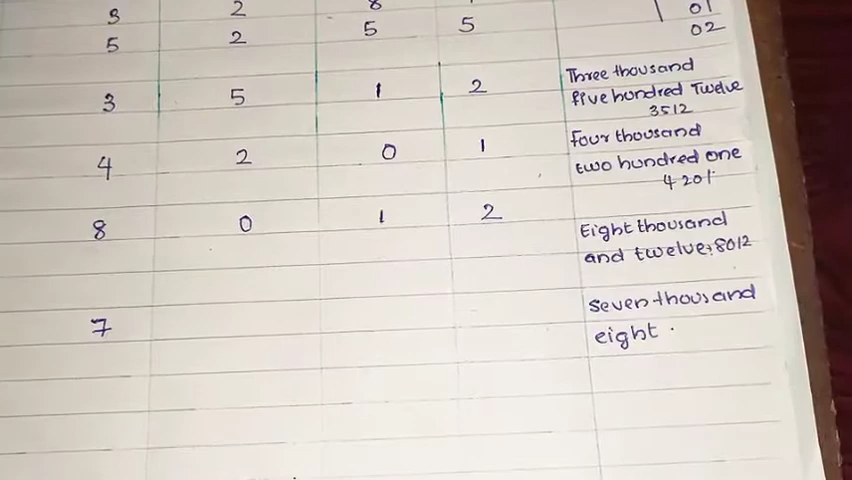 3 2 8
01
5 2 5 5
02
3 5 1 2
Three thousand
five hundred Twelve
3512
4 2 0 1
Four thousand
two hundred one
4201
8 0 1 2
Eight thousand
and twelve, 8012
7
Seven thousand
eight